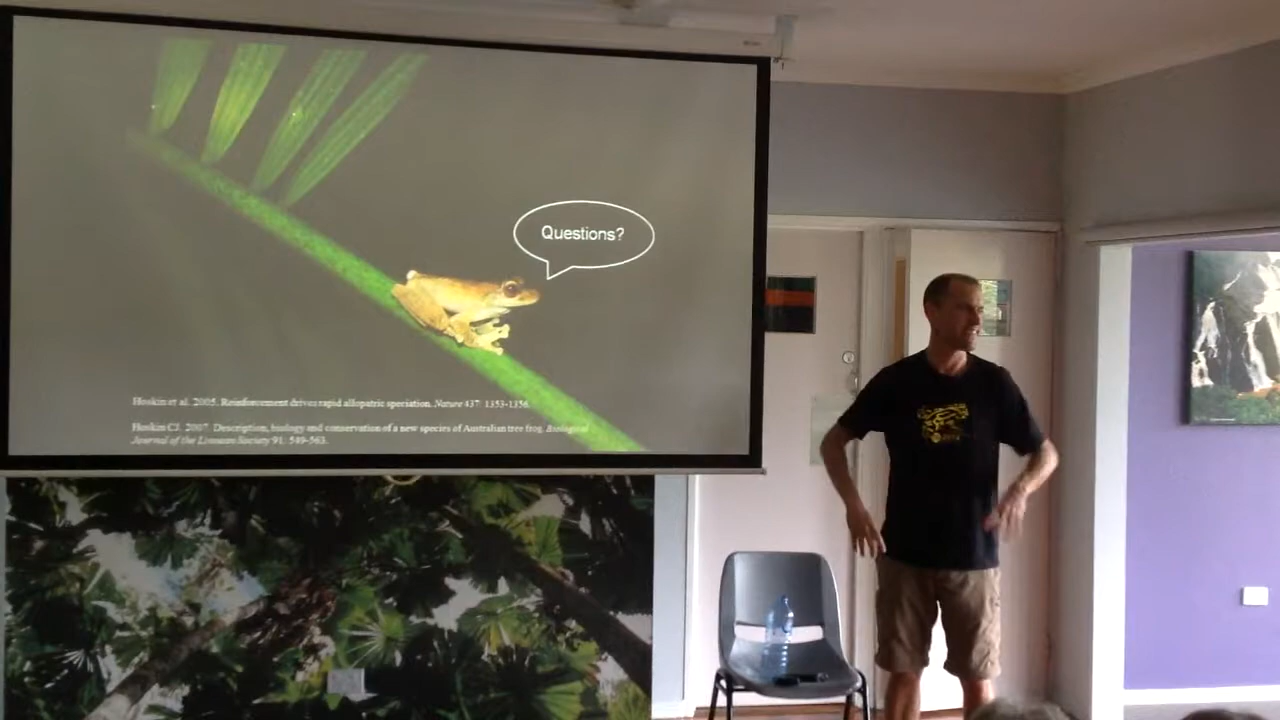 Questions?
Hoskin et al. 2005. Reinforcement drives rapid allopatric speciation. Nature 437: 1353-1356.
Hoskin CJ. 2007. Description, biology and conservation of a new species of Australian tree frog. Biological
Journal of the Linnean Society 91: 549-563.